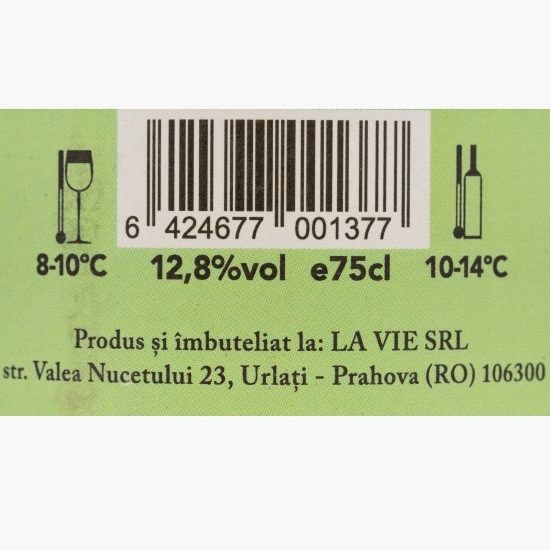 6 424677 001377
8-10°C 12,8%vol e75cl 10-14°C
Produs și îmbuteliat la: LA VIE SRL
str. Valea Nucetului 23, Urlați - Prahova (RO) 106300